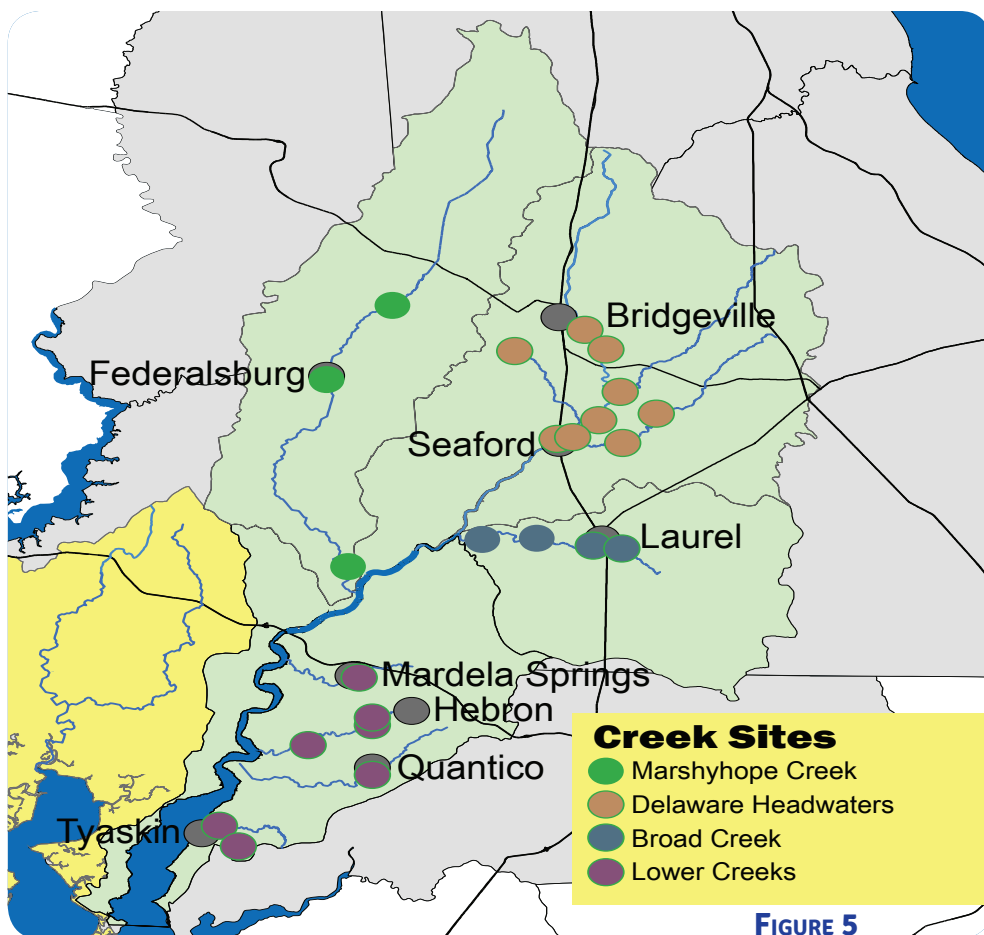 Bridgeville
Federalsburg
Seaford
Laurel
Mardela Springs
Hebron
Quantico
Tyaskin
Creek Sites
Marshyhope Creek
Delaware Headwaters
Broad Creek
Lower Creeks
FIGURE 5